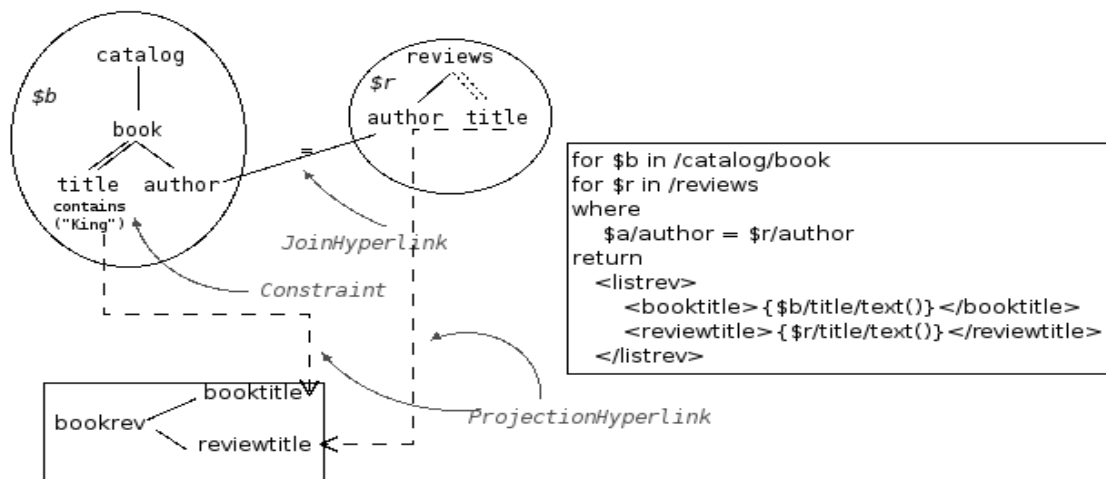 catalog
$b
book
title author
contains
("King")
reviews
$r
author title
=
JoinHyperlink
Constraint
ProjectionHyperlink
booktitle
bookrev
reviewtitle
for $b in /catalog/book
for $r in /reviews
where
$a/author = $r/author
return
<listrev>
<booktitle>{$b/title/text()}</booktitle>
<reviewtitle>{$r/title/text()}</reviewtitle>
</listrev>